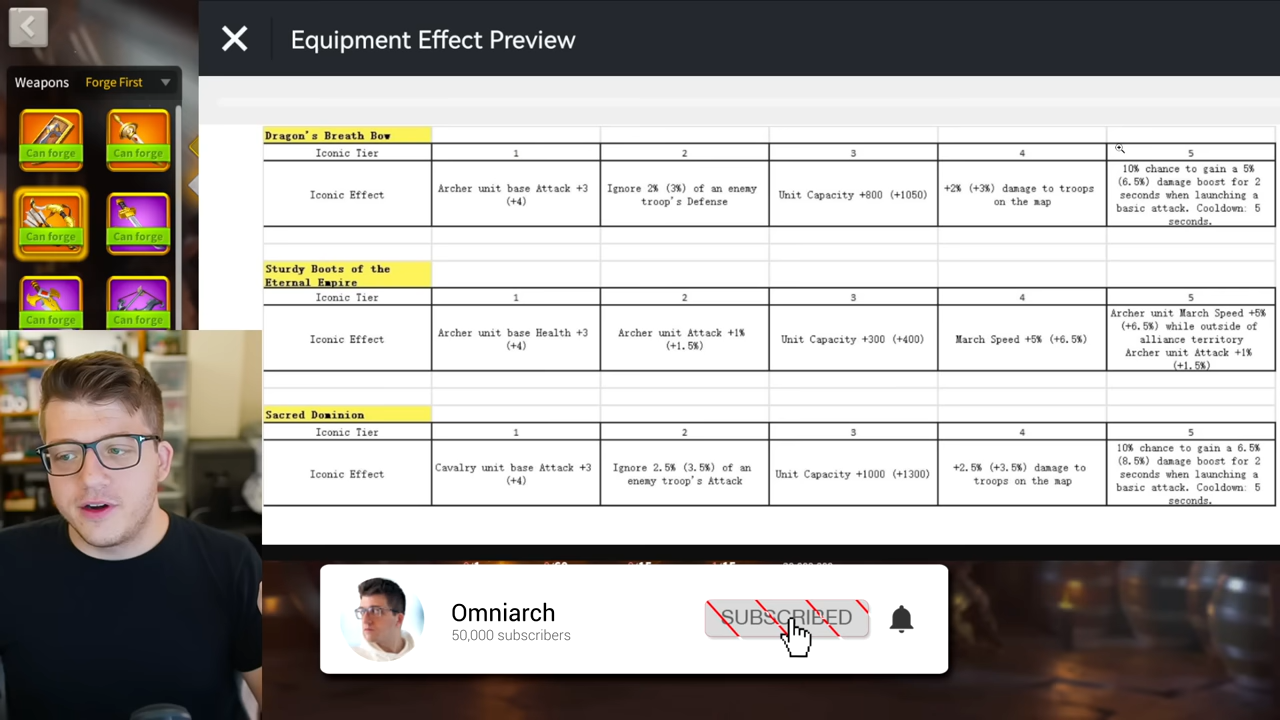 Equipment Effect Preview
Weapons Forge First
Can forge Can forge
Can forge Can forge
Can forge Can forge
Dragon's Breath Bow
Iconic Tier 1 2 3 4 5
Iconic Effect
Archer unit base Attack +3
(+4)
Ignore 2% (3%) of an enemy
troop's Defense
Unit Capacity +800 (+1050)
+2% (+3%) damage to troops
on the map
10% chance to gain a 5%
(6.5%) damage boost for 2
seconds when launching a
basic attack. Cooldown: 5
seconds.
Sturdy Boots of the
Eternal Empire
Iconic Tier 1 2 3 4 5
Iconic Effect
Archer unit base Health +3
(+4)
Archer unit Attack +1%
(+1.5%)
Unit Capacity +300 (+400)
March Speed +5% (+6.5%)
Archer unit March Speed +5%
(+6.5%) while outside of
alliance territory
Archer unit Attack +1%
(+1.5%)
Sacred Dominion
Iconic Tier 1 2 3 4 5
Iconic Effect
Cavalry unit base Attack +3
(+4)
Ignore 2.5% (3.5%) of an
enemy troop's Attack
Unit Capacity +1000 (+1300)
+2.5% (+3.5%) damage to
troops on the map
10% chance to gain a 6.5%
(8.5%) damage boost for 2
seconds when launching a
basic attack. Cooldown: 5
seconds.
Omniarch
50,000 subscribers
SUBSCRIBED